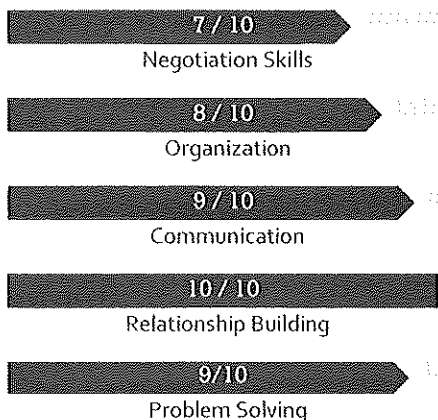 7 / 10
Negotiation Skills
8 / 10
Organization
9 / 10
Communication
10 / 10
Relationship Building
9/10
Problem Solving